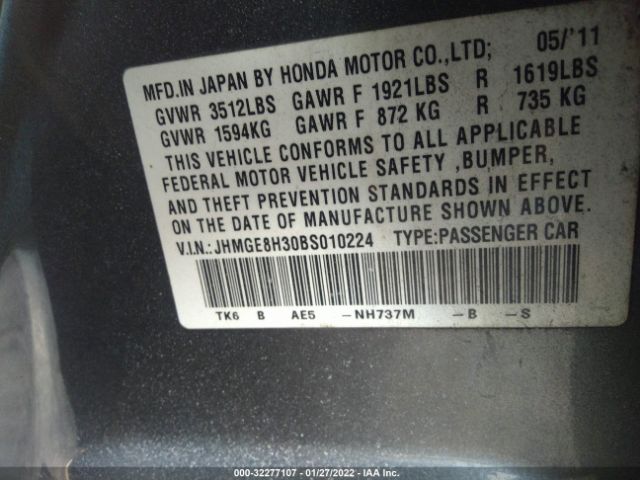 MFD.IN JAPAN BY HONDA MOTOR CO.,LTD; 05/'11
GVWR 3512LBS GAWR F 1921LBS R 1619LBS
GVWR 1594KG GAWR F 872 KG R 735 KG
THIS VEHICLE CONFORMS TO ALL APPLICABLE
FEDERAL MOTOR VEHICLE SAFETY ,BUMPER,
AND THEFT PREVENTION STANDARDS IN EFFECT
ON THE DATE OF MANUFACTURE SHOWN ABOVE.
V.I.N.: JHMGE8H30BS010224 TYPE:PASSENGER CAR
TK6 B AE5 -NH737M -B -S
000-32277107 - 01/27/2022 - IAA Inc.